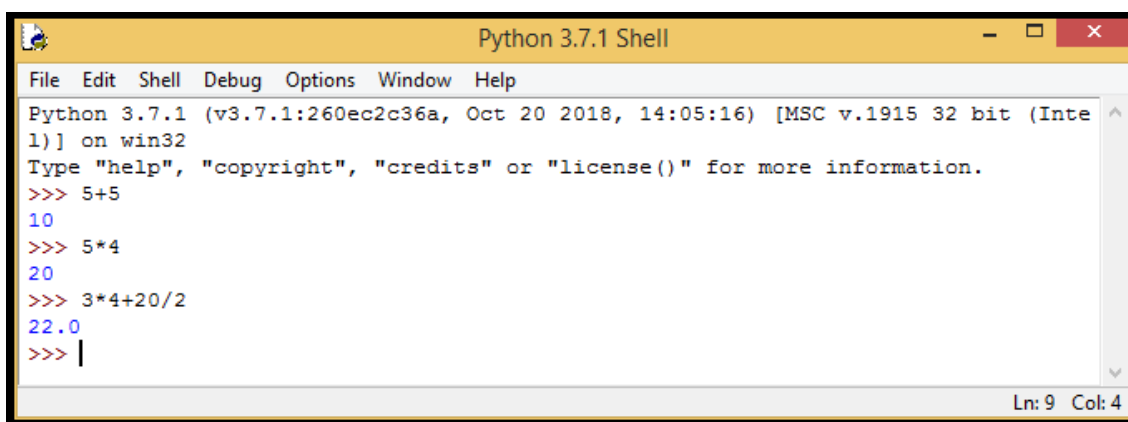 Python 3.7.1 Shell
File Edit Shell Debug Options Window Help
Python 3.7.1 (v3.7.1:260ec2c36a, Oct 20 2018, 14:05:16) [MSC v.1915 32 bit (Inte
l)] on win32
Type "help", "copyright", "credits" or "license()" for more information.
>>> 5+5
10
>>> 5*4
20
>>> 3*4+20/2
22.0
>>>
Ln: 9 Col: 4